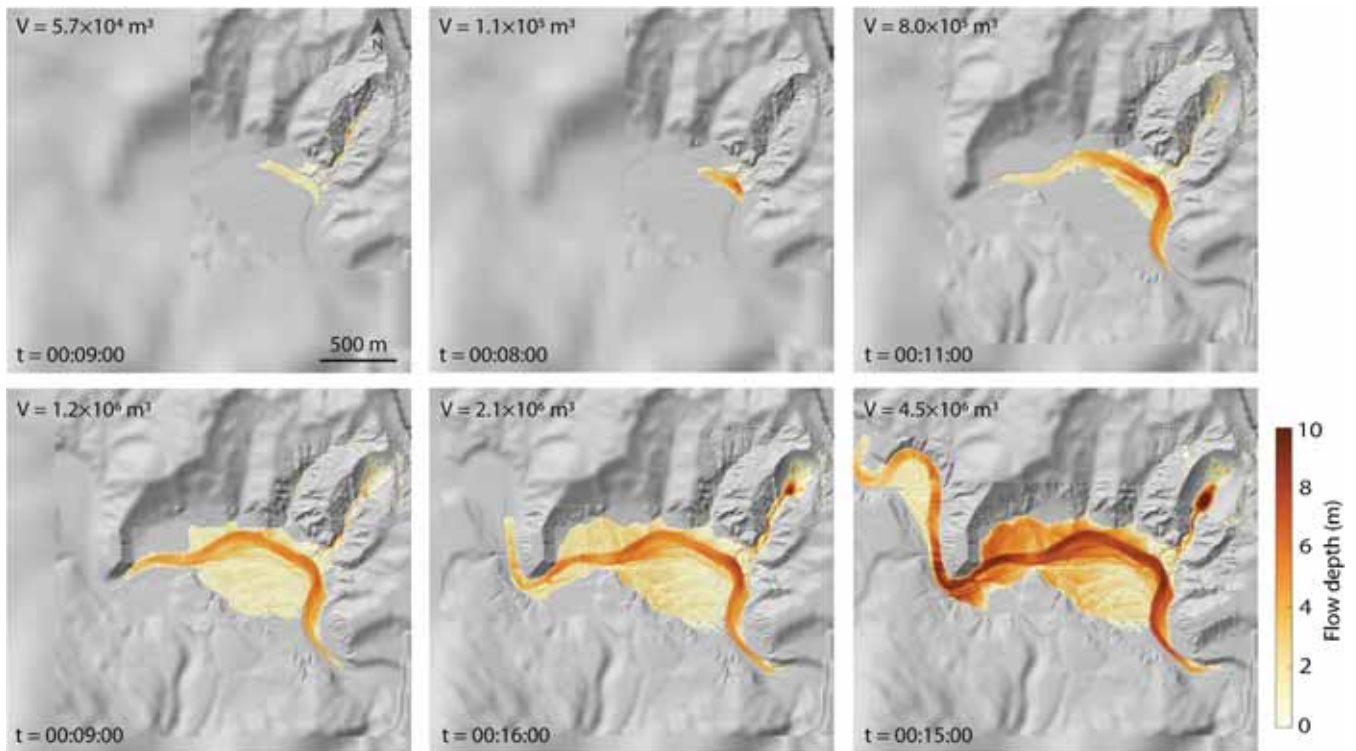 V = 5.7×10⁴ m³
N
t = 00:09:00
500 m
V = 1.1×10⁵ m³
t = 00:08:00
V = 8.0×10⁵ m³
t = 00:11:00
V = 1.2×10⁶ m³
t = 00:09:00
V = 2.1×10⁶ m³
t = 00:16:00
V = 4.5×10⁶ m³
t = 00:15:00
10
8
6
4
2
0
Flow depth (m)